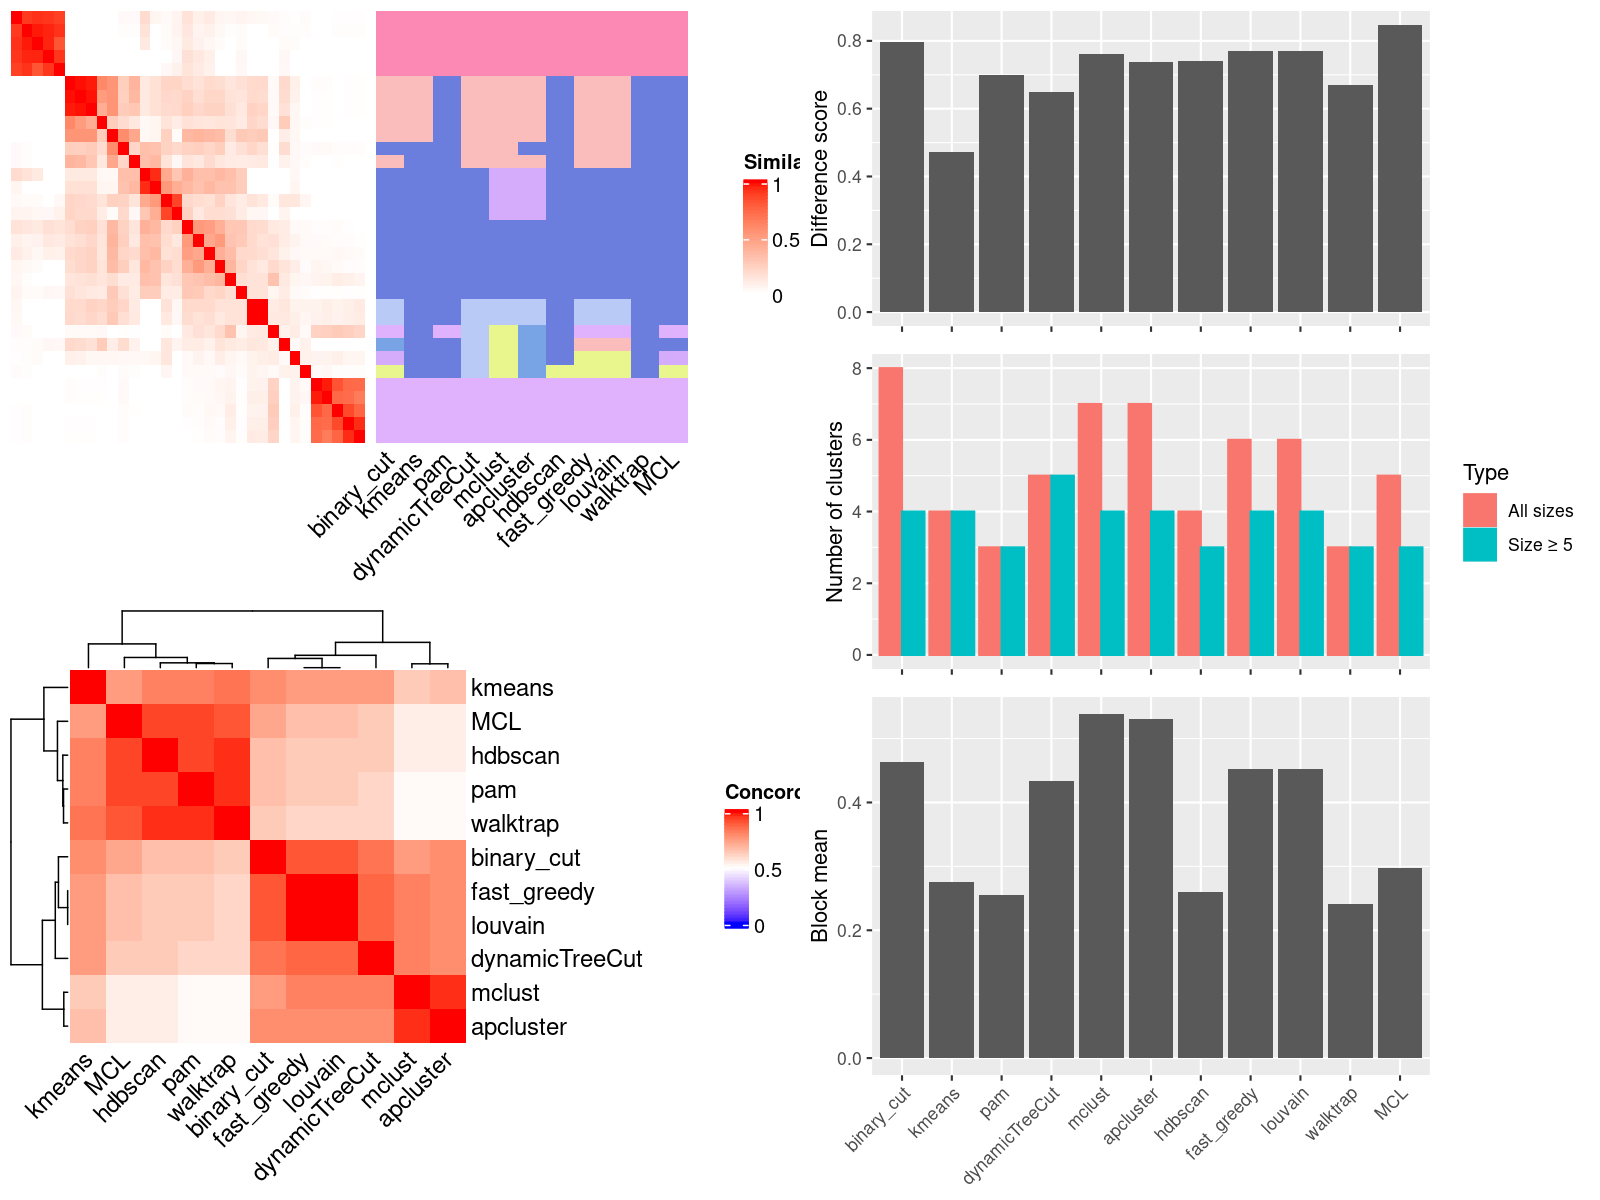 Simila
1
0.5
0
binary_cut
kmeans
pam
dynamicTreeCut
mclust
apcluster
hdbscan
fast_greedy
louvain
walktrap
MCL
Difference score
0.8
0.6
0.4
0.2
0.0
Number of clusters
8
6
4
2
0
Type
All sizes
Size ≥ 5
kmeans
MCL
hdbscan
pam
walktrap
binary_cut
fast_greedy
louvain
dynamicTreeCut
mclust
apcluster
kmeans
MCL
hdbscan
pam
walktrap
binary_cut
fast_greedy
louvain
dynamicTreeCut
mclust
apcluster
Concord
1
0.5
0
Block mean
0.4
0.2
0.0
binary_cut
kmeans
pam
dynamicTreeCut
mclust
apcluster
hdbscan
fast_greedy
louvain
walktrap
MCL